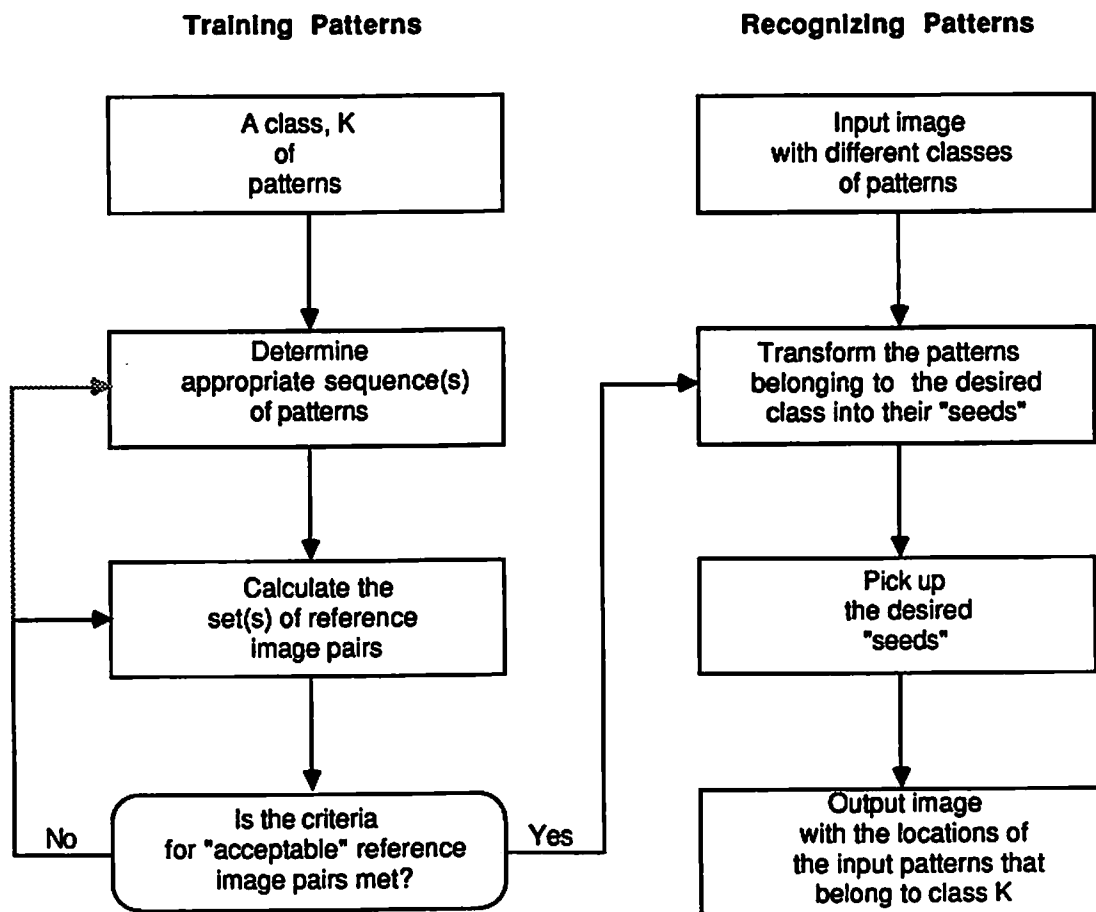 Training Patterns
A class, K
of
patterns
Determine
appropriate sequence(s)
of patterns
Calculate the
set(s) of reference
image pairs
Is the criteria
for "acceptable" reference
image pairs met?
No
Yes
Recognizing Patterns
Input image
with different classes
of patterns
Transform the patterns
belonging to the desired
class into their "seeds"
Pick up
the desired
"seeds"
Output image
with the locations of
the input patterns that
belong to class K